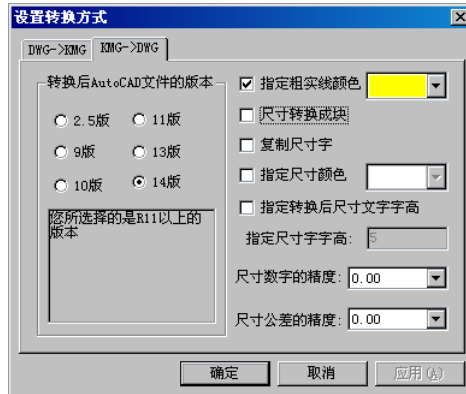 设置转换方式
DWG->KMG KMG->DWG
转换后AutoCAD文件的版本
2.5版 11版
9版 13版
10版 14版
您所选择的是R11以上的
版本
指定粗实线颜色
尺寸转换成块
复制尺寸字
指定尺寸颜色
指定转换后尺寸文字字高
指定尺寸字字高: 5
尺寸数字的精度: 0.00
尺寸公差的精度: 0.00
确定 取消 应用(A)